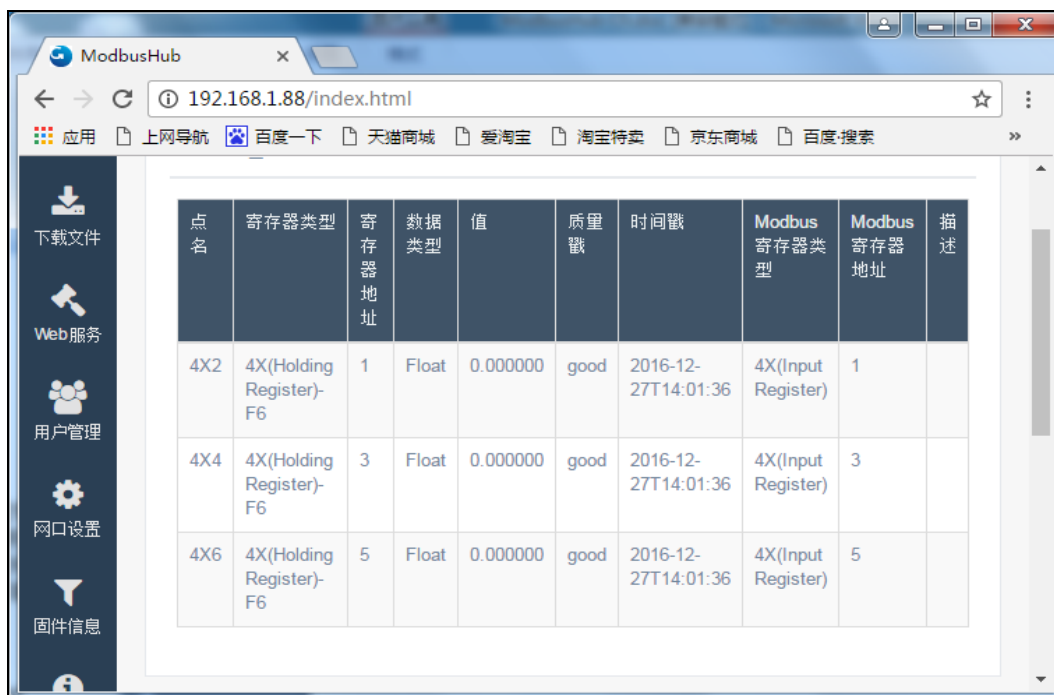 ModbusHub
192.168.1.88/index.html
应用 上网导航 百度一下 天猫商城 爱淘宝 淘宝特卖 京东商城 百度·搜索 »
下载文件
Web服务
用户管理
网口设置
固件信息
点
名
寄存器类型
寄
存
器
地
址
数据
类型
值
质量
戳
时间戳
Modbus
寄存器类
型
Modbus
寄存器
地址
描
述
4X2
4X(Holding
Register)-
F6
1
Float
0.000000
good
2016-12-
27T14:01:36
4X(Input
Register)
1
4X4
4X(Holding
Register)-
F6
3
Float
0.000000
good
2016-12-
27T14:01:36
4X(Input
Register)
3
4X6
4X(Holding
Register)-
F6
5
Float
0.000000
good
2016-12-
27T14:01:36
4X(Input
Register)
5